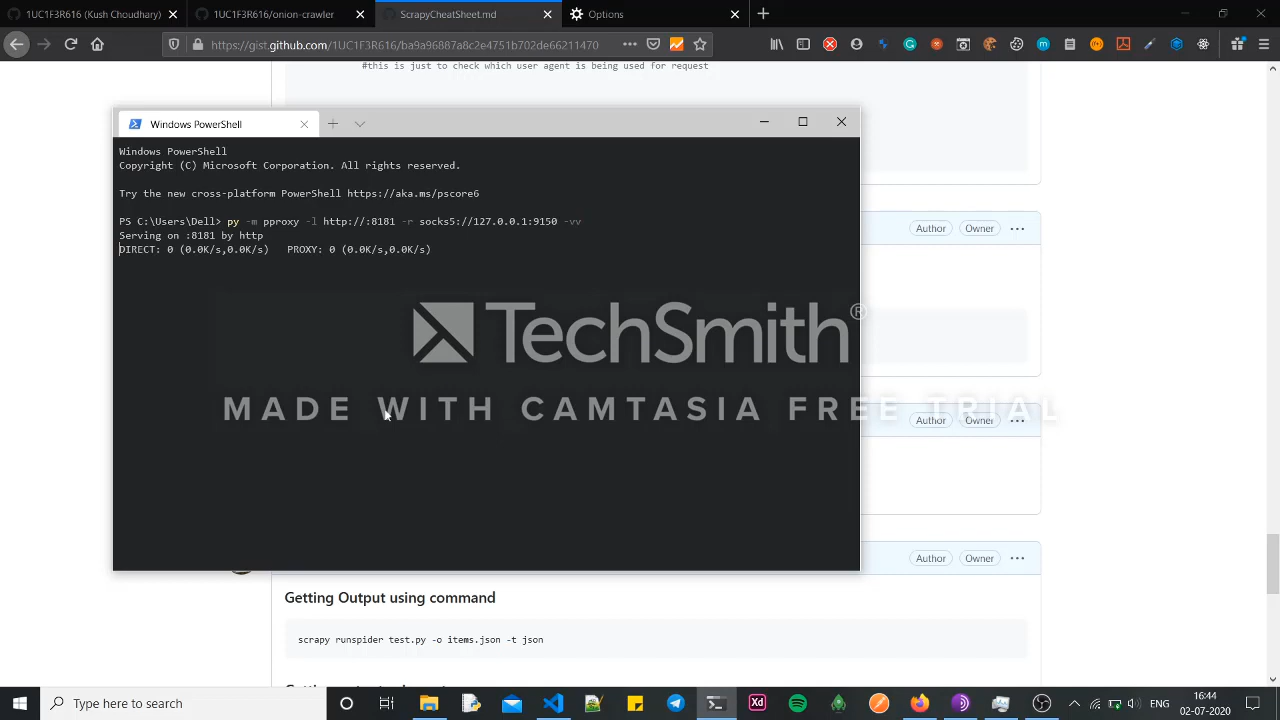 1UC1F3R616 (Kush Choudhary)
1UC1F3R616/onion-crawler
ScrapyCheatSheet.md
Options
https://gist.github.com/1UC1F3R616/ba9a96887a8c2e4751b702de66211470
#this is just to check which user agent is being used for request
Windows PowerShell
Windows PowerShell
Copyright (C) Microsoft Corporation. All rights reserved.
Try the new cross-platform PowerShell https://aka.ms/pscore6
PS C:\Users\Dell> py -m pproxy -l http://:8181 -r socks5://127.0.0.1:9150 -vv
Serving on :8181 by http
DIRECT: 0 (0.0K/s,0.0K/s) PROXY: 0 (0.0K/s,0.0K/s)
Author Owner
TechSmith®
MADE WITH CAMTASIA FREE TRIAL
Author Owner
Author Owner
Getting Output using command
scrapy runspider test.py -o items.json -t json
Type here to search
ENG
16:44
02-07-2020